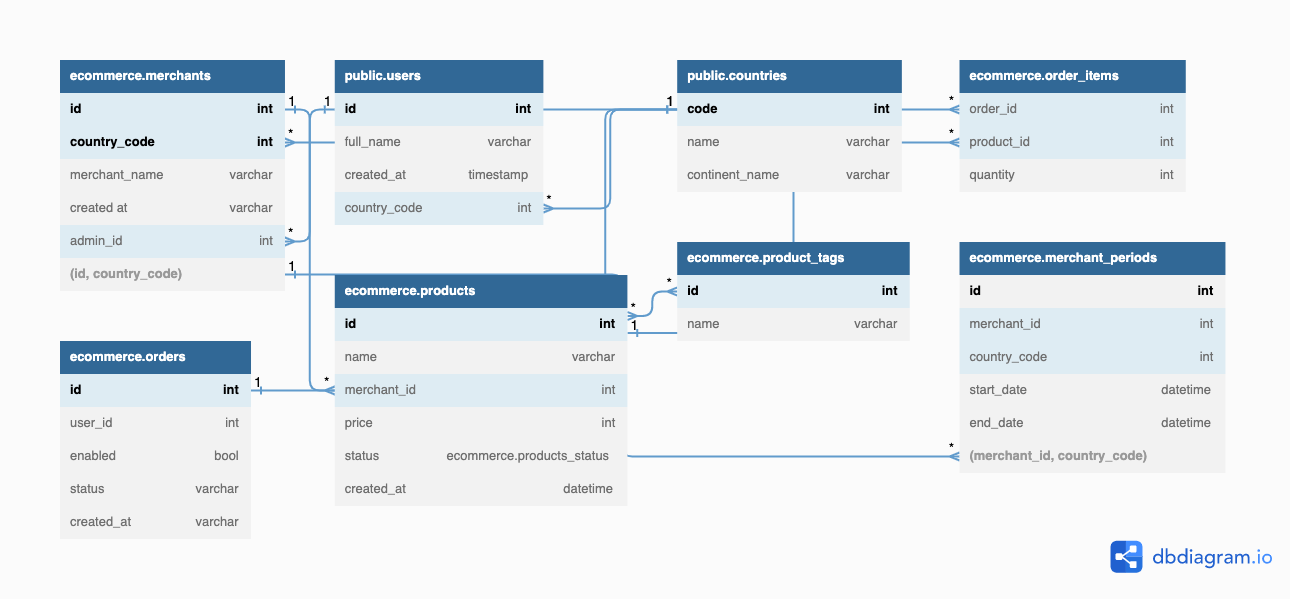 ecommerce.merchants
id int
country_code int
merchant_name varchar
created at varchar
admin_id int
(id, country_code)
1
*
*
1
public.users
id int
full_name varchar
created_at timestamp
country_code int
1
*
public.countries
code int
name varchar
continent_name varchar
1
ecommerce.order_items
order_id int
product_id int
quantity int
*
*
ecommerce.products
id int
name varchar
merchant_id int
price int
status ecommerce.products_status
created_at datetime
*
1
*
ecommerce.product_tags
id int
name varchar
*
ecommerce.merchant_periods
id int
merchant_id int
country_code int
start_date datetime
end_date datetime
(merchant_id, country_code)
*
ecommerce.orders
id int
user_id int
enabled bool
status varchar
created_at varchar
1
dbdiagram.io